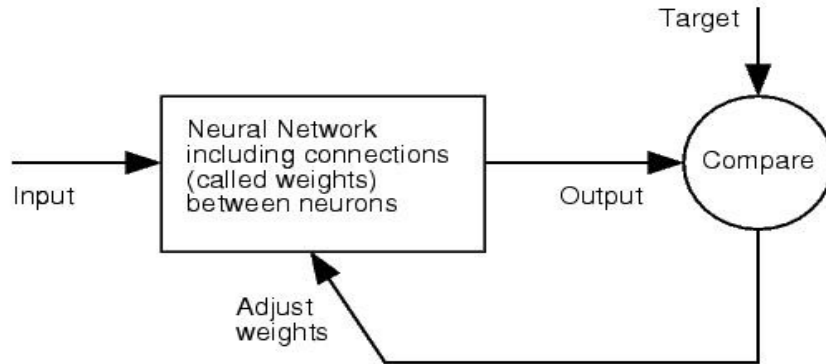 Target
Neural Network
including connections
(called weights)
between neurons
Compare
Input
Output
Adjust
weights